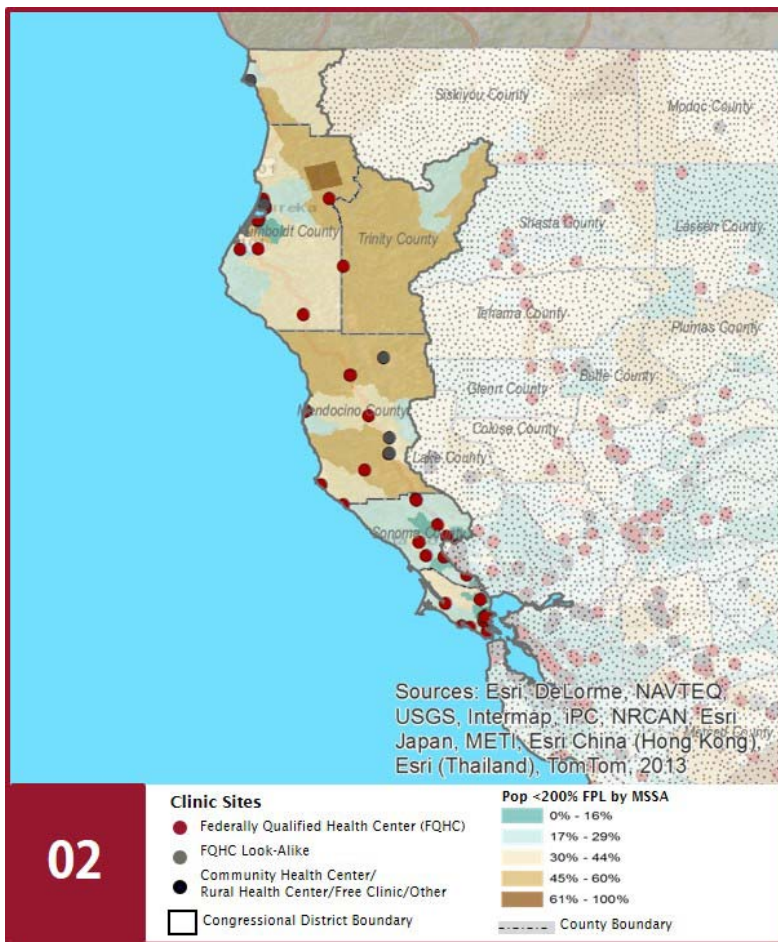 Siskiyou County
Modoc County
101
Eureka
Humboldt County
Trinity County
Shasta County
Lassen County
Tehama County
Plumas County
Glenn County
Butte County
Mendocino County
Colusa County
Lake County
Sonoma County
Sources: Esri, DeLorme, NAVTEQ,
USGS, Intermap, iPC, NRCAN, Esri
Japan, METI, Esri China (Hong Kong),
Esri (Thailand), TomTom, 2013
02
Clinic Sites
Federally Qualified Health Center (FQHC)
FQHC Look-Alike
Community Health Center/
Rural Health Center/Free Clinic/Other
Congressional District Boundary
Pop <200% FPL by MSSA
0% - 16%
17% - 29%
30% - 44%
45% - 60%
61% - 100%
County Boundary